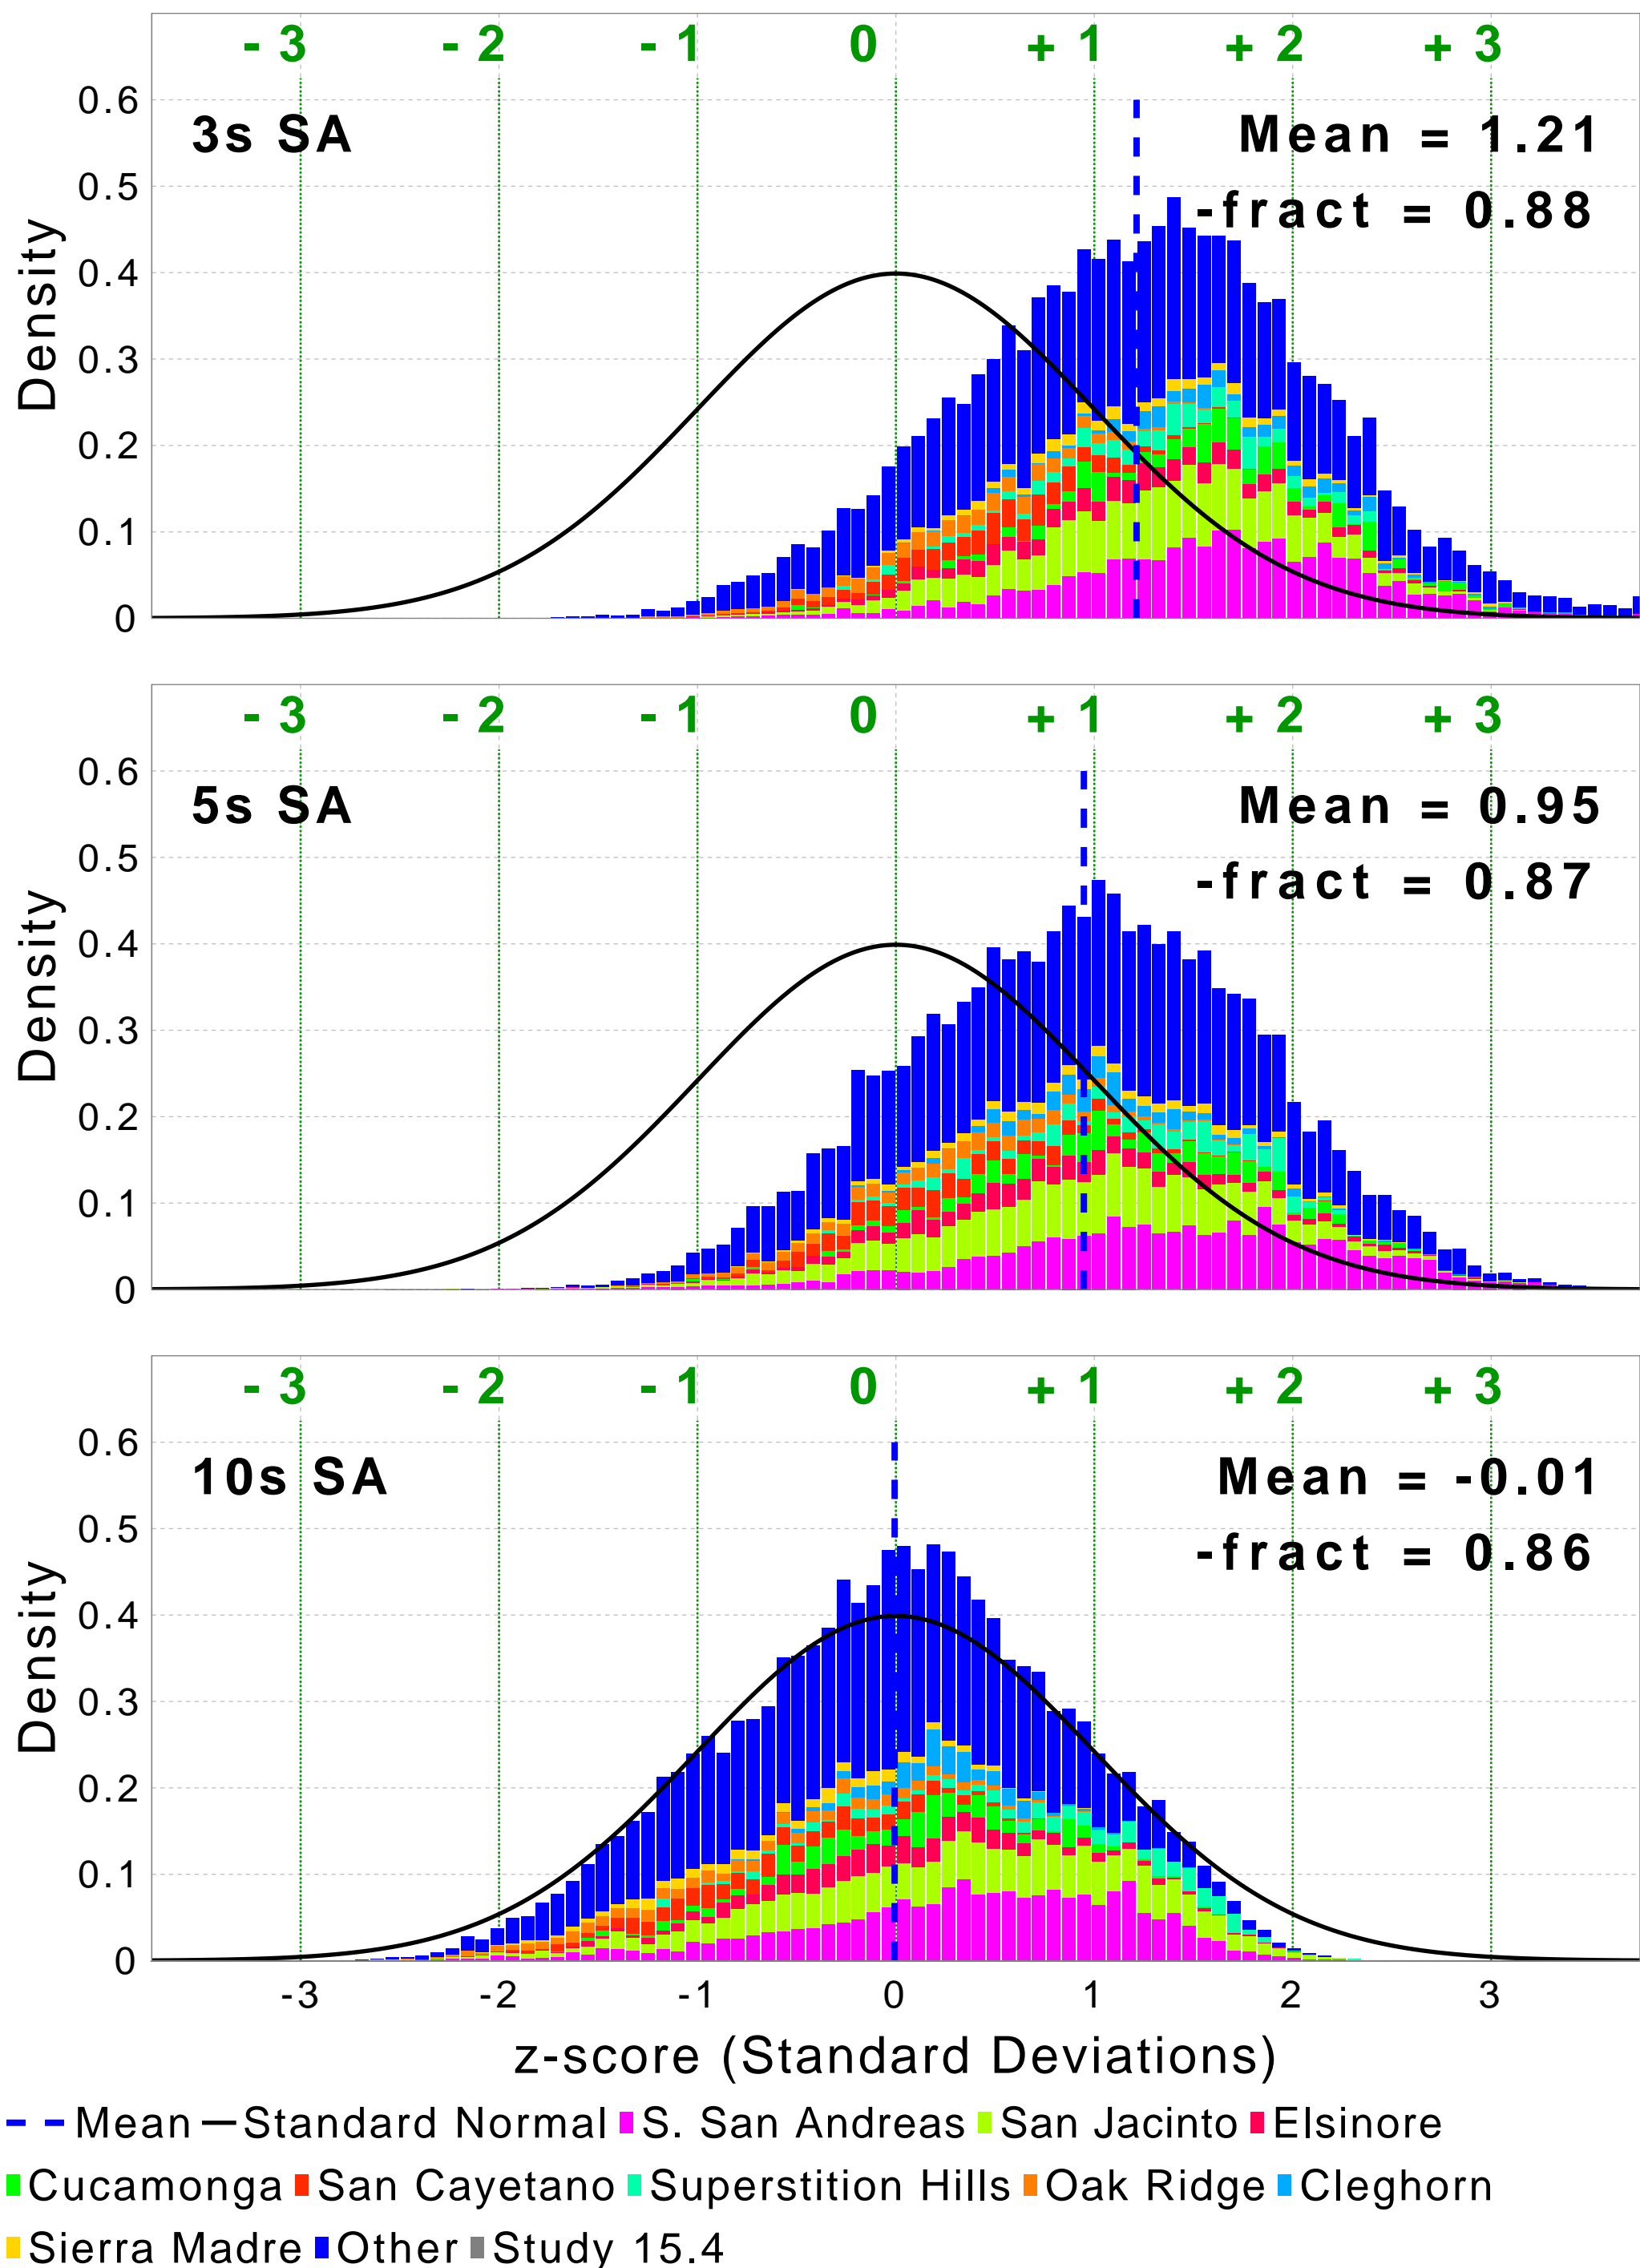 - 3 - 2 - 1 0 + 1 + 2 + 3
0.6
3s SA Mean = 1.21
0.5
-fract = 0.88
0.4
0.3
0.2
0.1
0
Density
- 3 - 2 - 1 0 + 1 + 2 + 3
0.6
5s SA Mean = 0.95
0.5
-fract = 0.87
0.4
0.3
0.2
0.1
0
Density
- 3 - 2 - 1 0 + 1 + 2 + 3
0.6
10s SA Mean = -0.01
0.5
-fract = 0.86
0.4
0.3
0.2
0.1
0
Density
-3 -2 -1 0 1 2 3
z-score (Standard Deviations)
Mean Standard Normal S. San Andreas San Jacinto Elsinore
Cucamonga San Cayetano Superstition Hills Oak Ridge Cleghorn
Sierra Madre Other Study 15.4